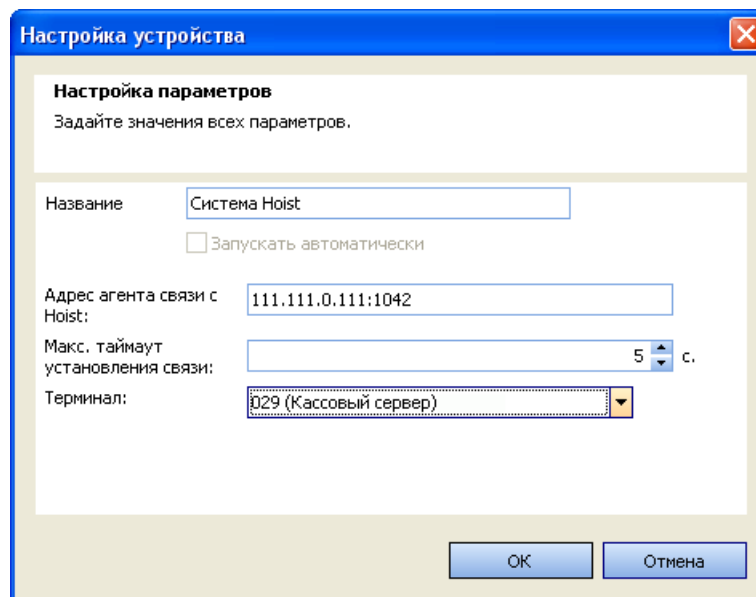 Настройка устройства
Настройка параметров
Задайте значения всех параметров.
Название
Система Hoist
Запускать автоматически
Адрес агента связи с
Hoist:
111.111.0.111:1042
Макс. таймаут
установления связи:
5 с.
Терминал:
029 (Кассовый сервер)
ОК
Отмена